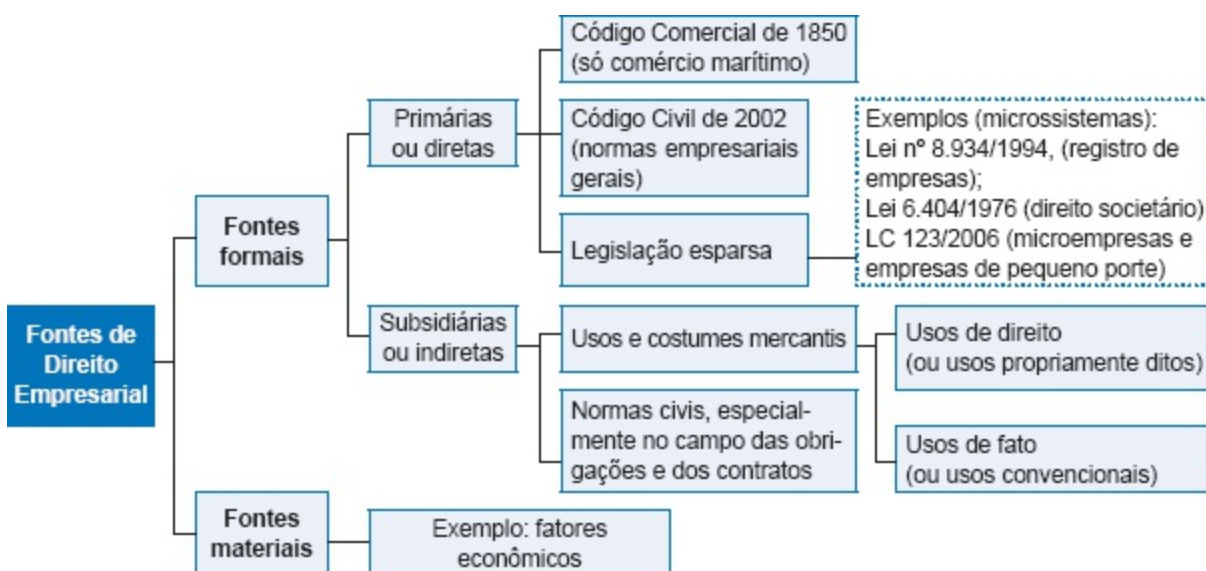 Fontes de
Direito
Empresarial
Fontes
formais
Primárias
ou diretas
Código Comercial de 1850
(só comércio marítimo)
Código Civil de 2002
(normas empresariais
gerais)
Legislação esparsa
Exemplos (microssistemas):
Lei nº 8.934/1994, (registro de
empresas);
Lei 6.404/1976 (direito societário)
LC 123/2006 (microempresas e
empresas de pequeno porte)
Subsidiárias
ou indiretas
Usos e costumes mercantis
Usos de direito
(ou usos propriamente ditos)
Usos de fato
(ou usos convencionais)
Normas civis, especial-
mente no campo das obri-
gações e dos contratos
Fontes
materiais
Exemplo: fatores
econômicos